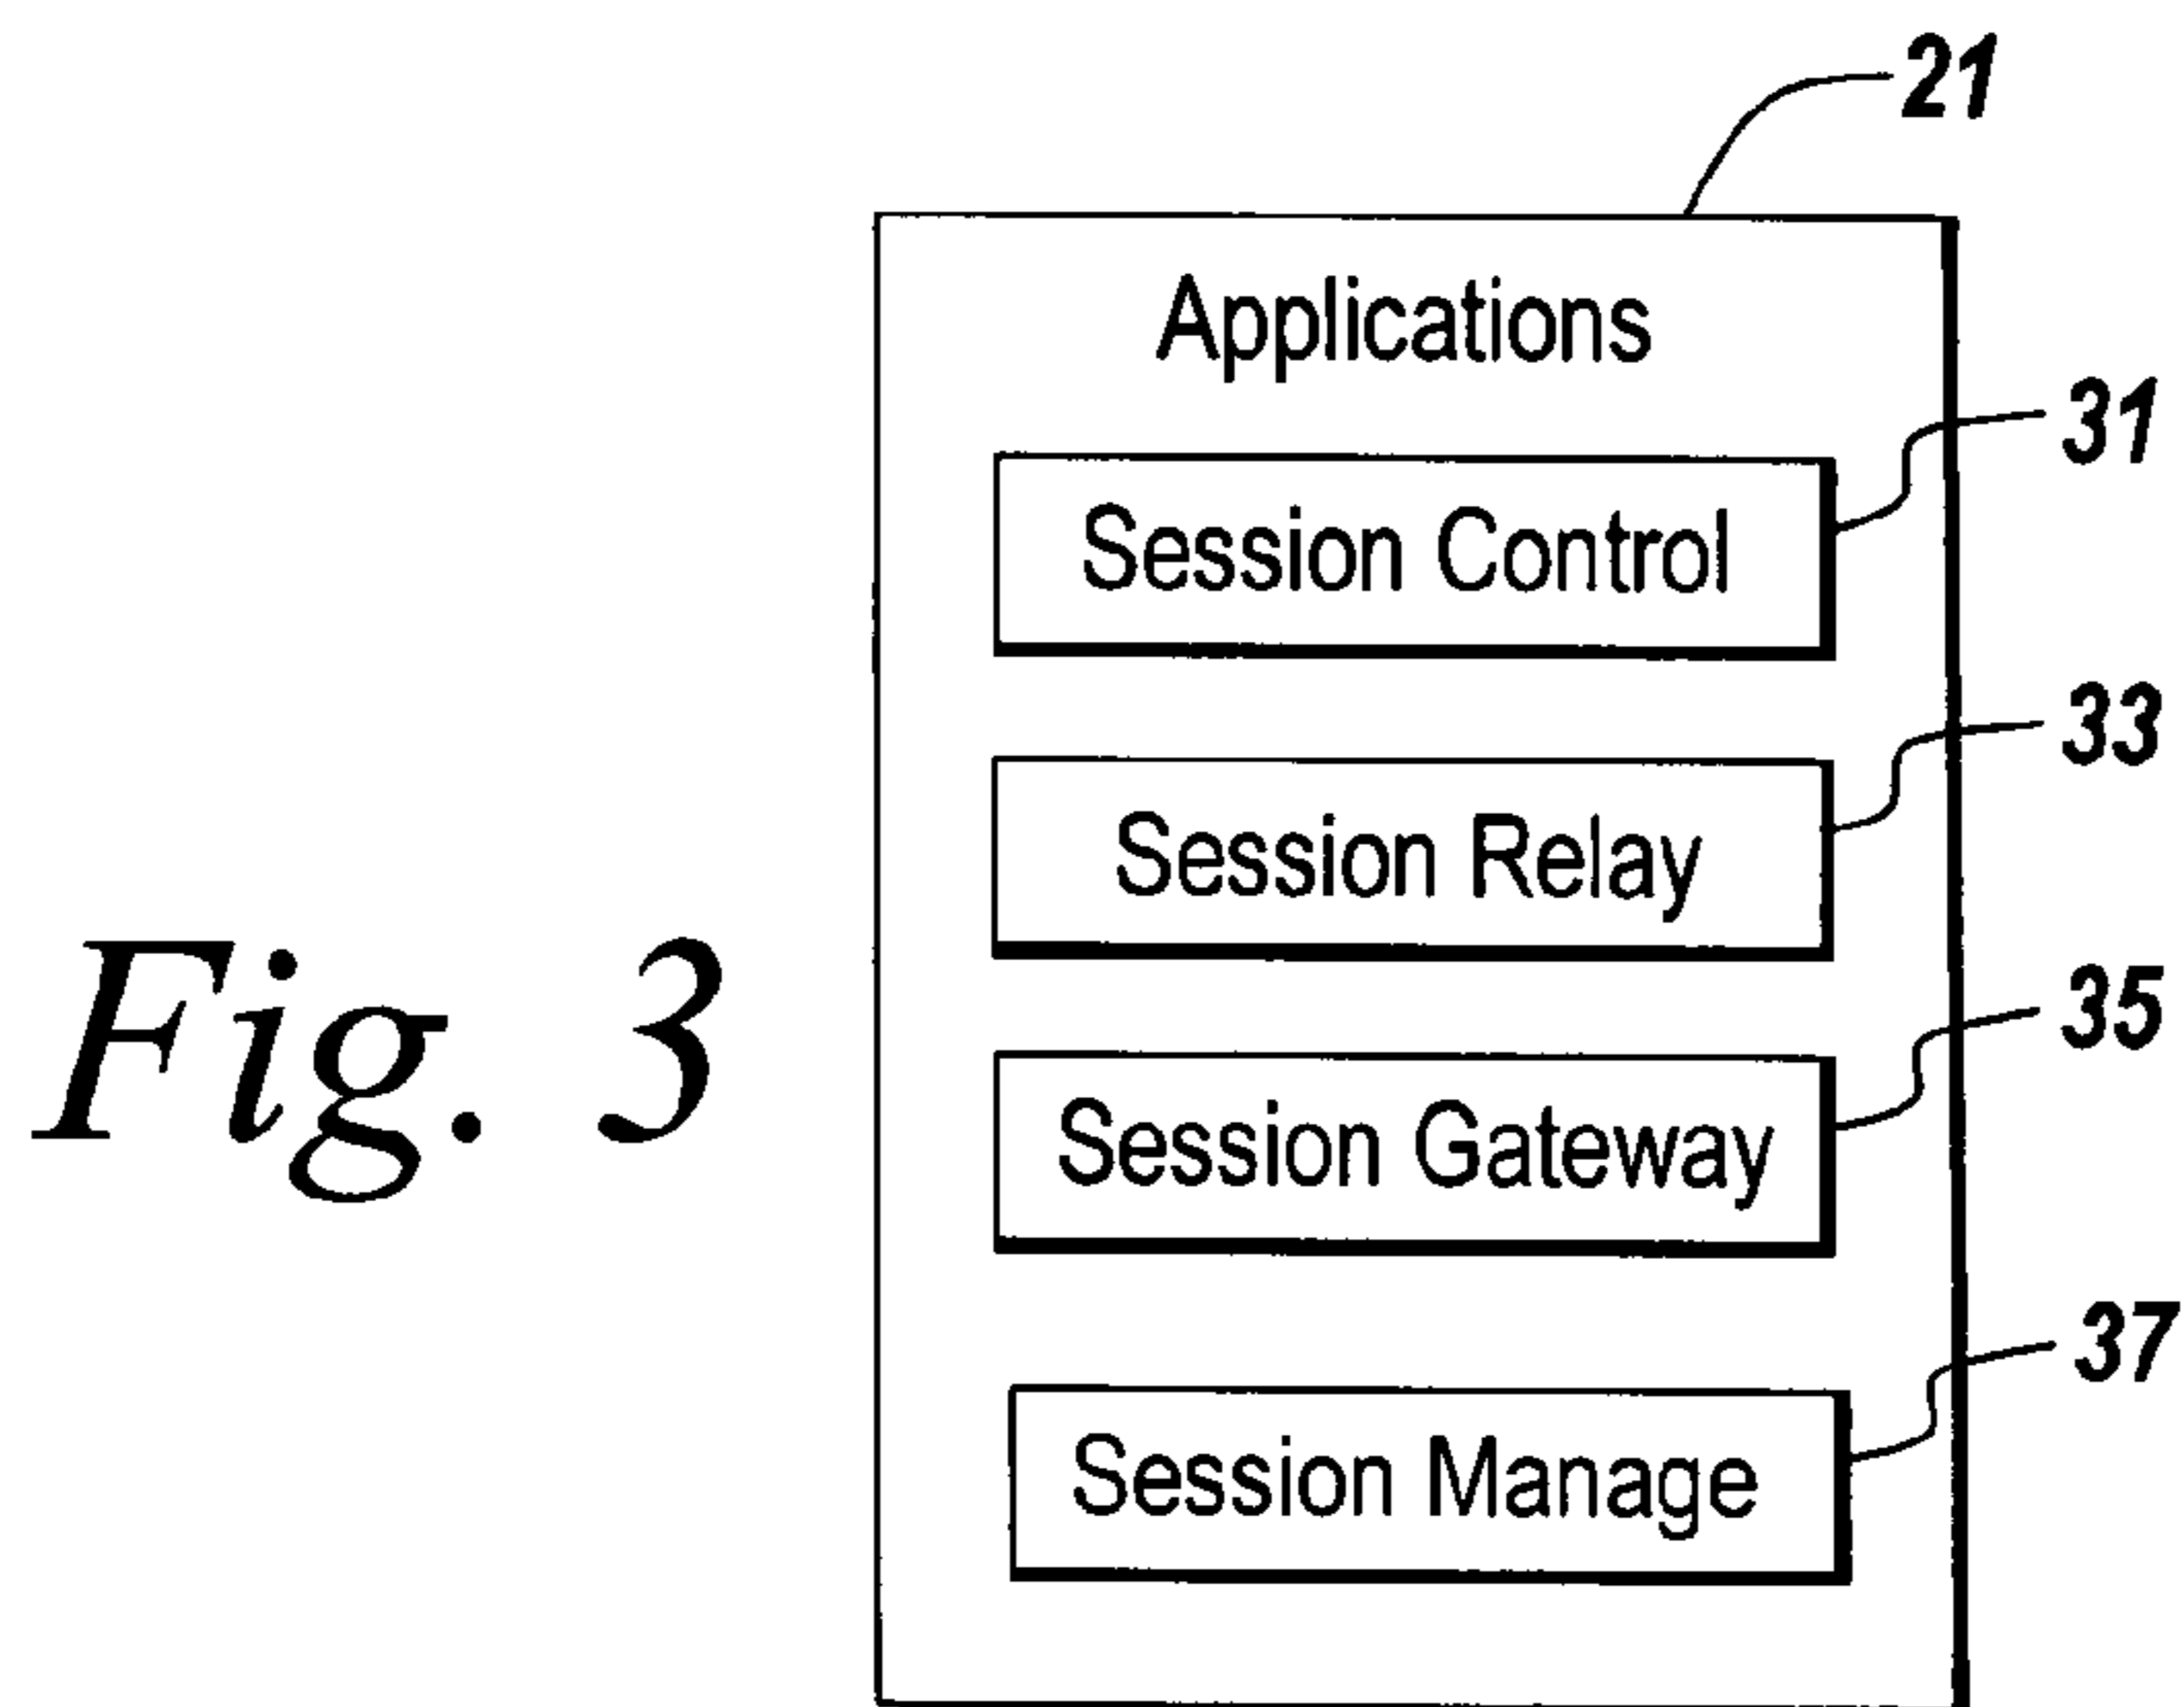 21
Applications
31
Session Control
33
Session Relay
Fig. 3
35
Session Gateway
37
Session Manage